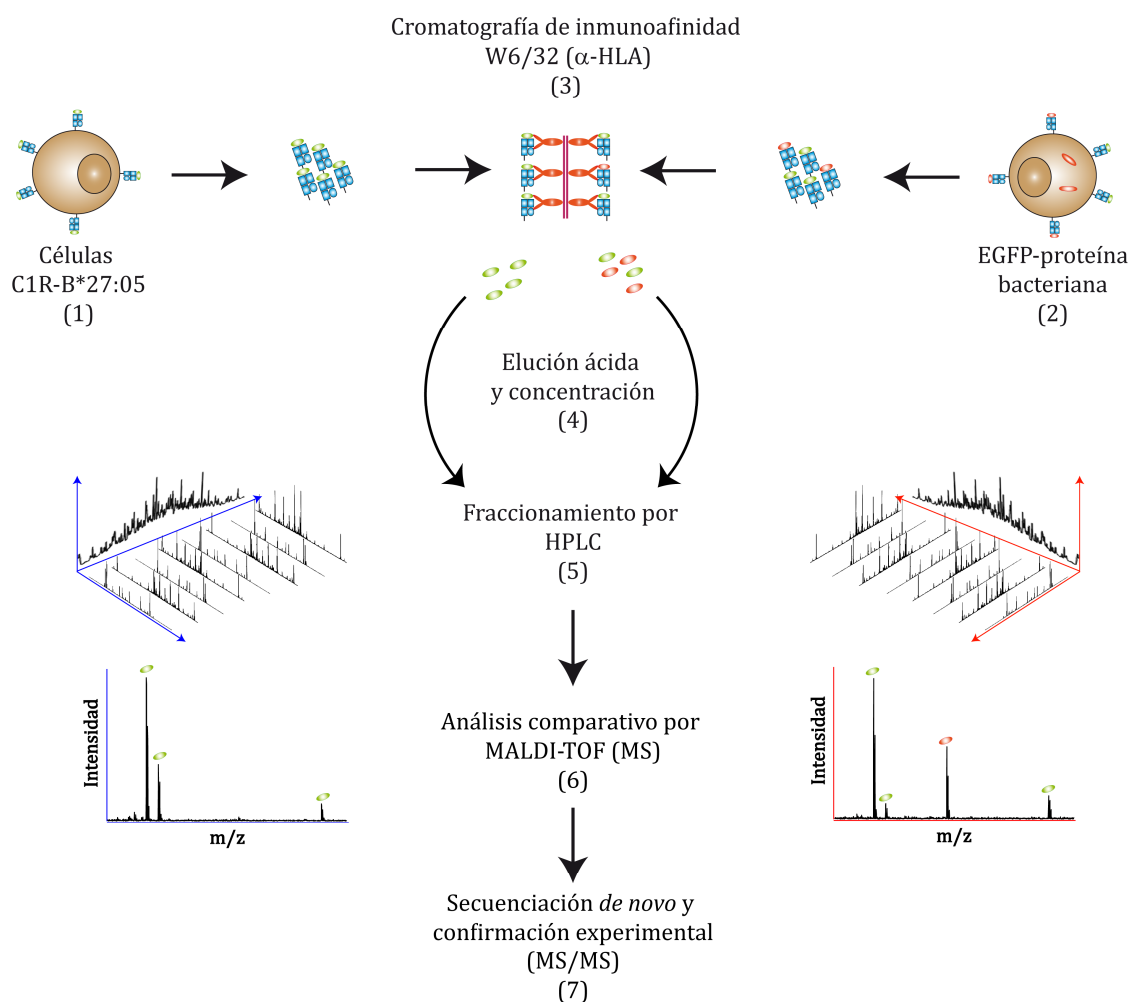 Cromatografía de inmunoafinidad
W6/32 (α-HLA)
(3)
Células
C1R-B*27:05
(1)
EGFP-proteína
bacteriana
(2)
Elución ácida
y concentración
(4)
Fraccionamiento por
HPLC
(5)
Intensidad
m/z
Análisis comparativo por
MALDI-TOF (MS)
(6)
Intensidad
m/z
Secuenciación de novo y
confirmación experimental
(MS/MS)
(7)